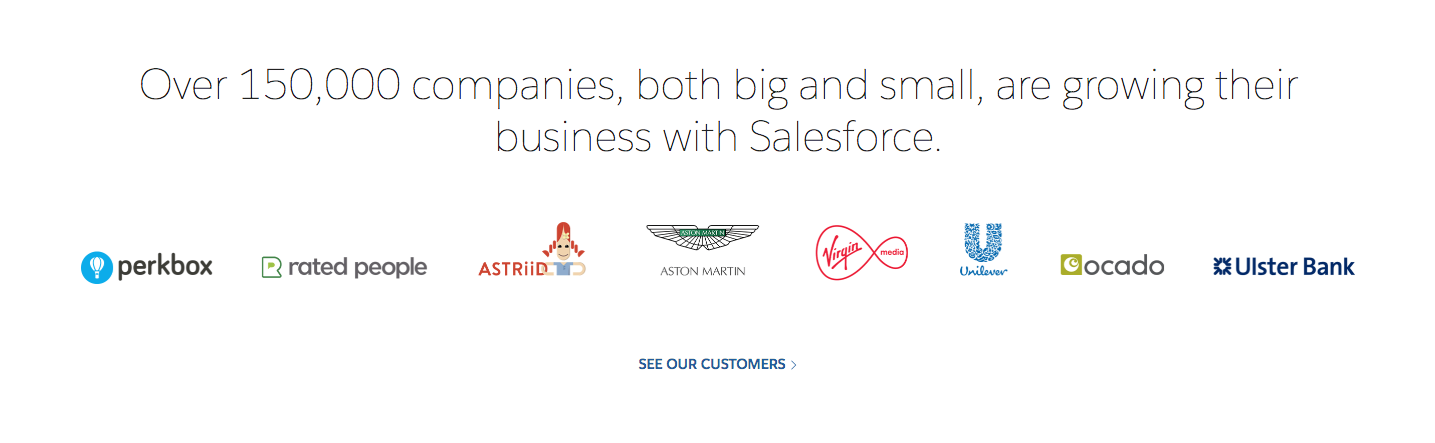 Over 150,000 companies, both big and small, are growing their
business with Salesforce.
perkbox
rated people
ASTRiiD
ASTON MARTIN
ASTON MARTIN
Virgin media
Unilever
ocado
Ulster Bank
SEE OUR CUSTOMERS >